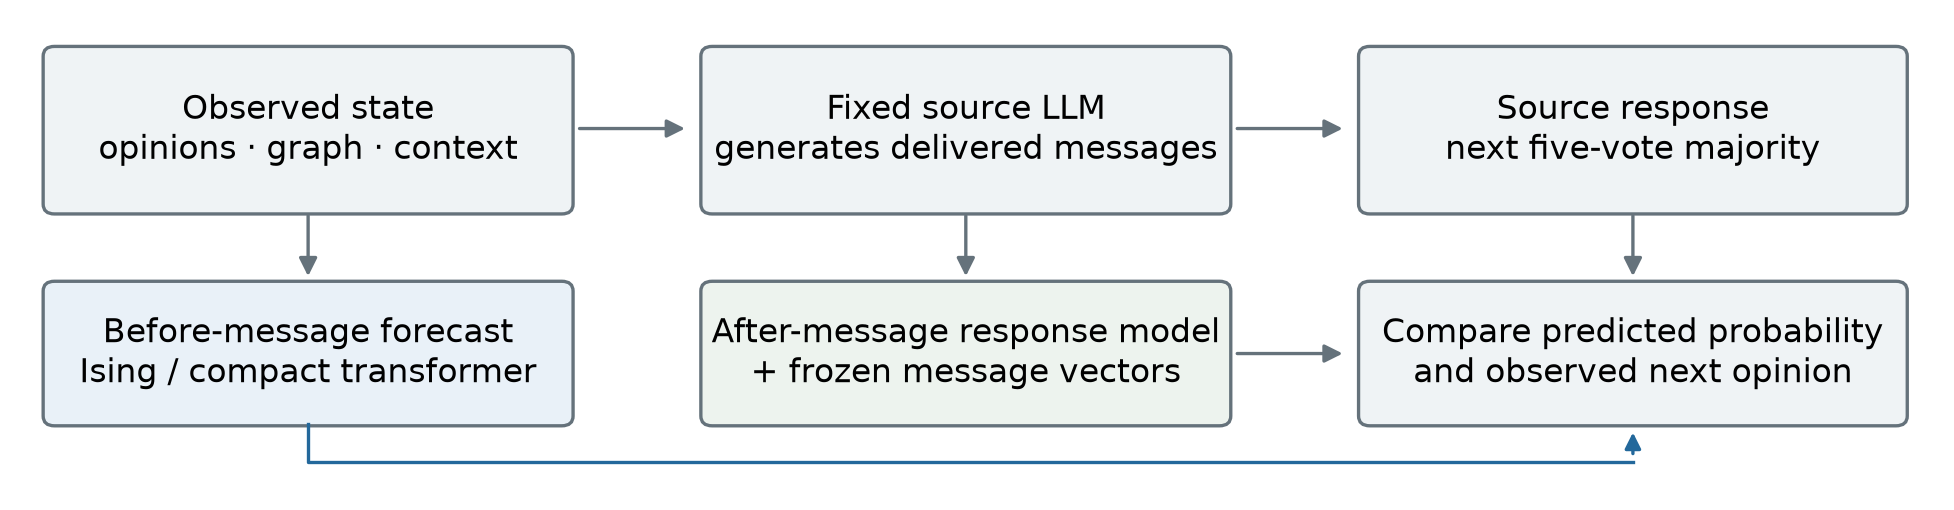 Observed state
opinions · graph · context
Fixed source LLM
generates delivered messages
Source response
next five-vote majority
Before-message forecast
Ising / compact transformer
After-message response model
+ frozen message vectors
Compare predicted probability
and observed next opinion